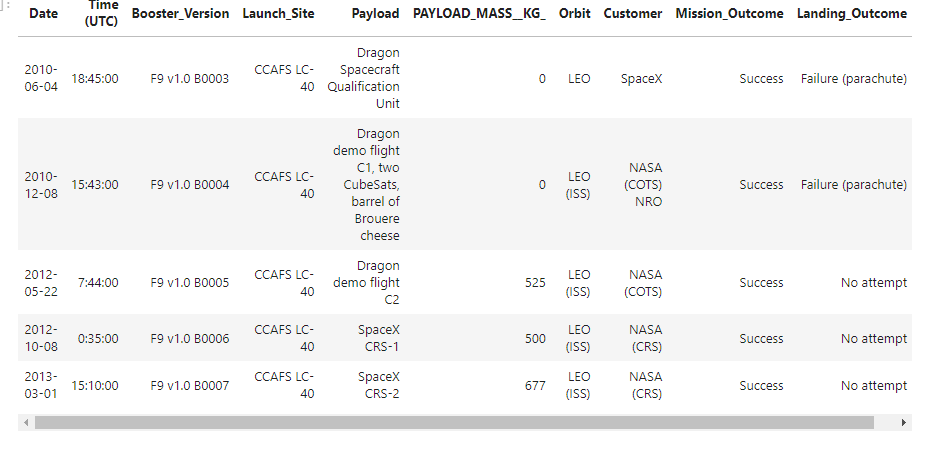 ]:
Date Time (UTC) Booster_Version Launch_Site Payload PAYLOAD_MASS__KG_ Orbit Customer Mission_Outcome Landing_Outcome
2010-06-04 18:45:00 F9 v1.0 B0003 CCAFS LC-40 Dragon Spacecraft Qualification Unit 0 LEO SpaceX Success Failure (parachute)
2010-12-08 15:43:00 F9 v1.0 B0004 CCAFS LC-40 Dragon demo flight C1, two CubeSats, barrel of Brouere cheese 0 LEO (ISS) NASA (COTS) NRO Success Failure (parachute)
2012-05-22 7:44:00 F9 v1.0 B0005 CCAFS LC-40 Dragon demo flight C2 525 LEO (ISS) NASA (COTS) Success No attempt
2012-10-08 0:35:00 F9 v1.0 B0006 CCAFS LC-40 SpaceX CRS-1 500 LEO (ISS) NASA (CRS) Success No attempt
2013-03-01 15:10:00 F9 v1.0 B0007 CCAFS LC-40 SpaceX CRS-2 677 LEO (ISS) NASA (CRS) Success No attempt